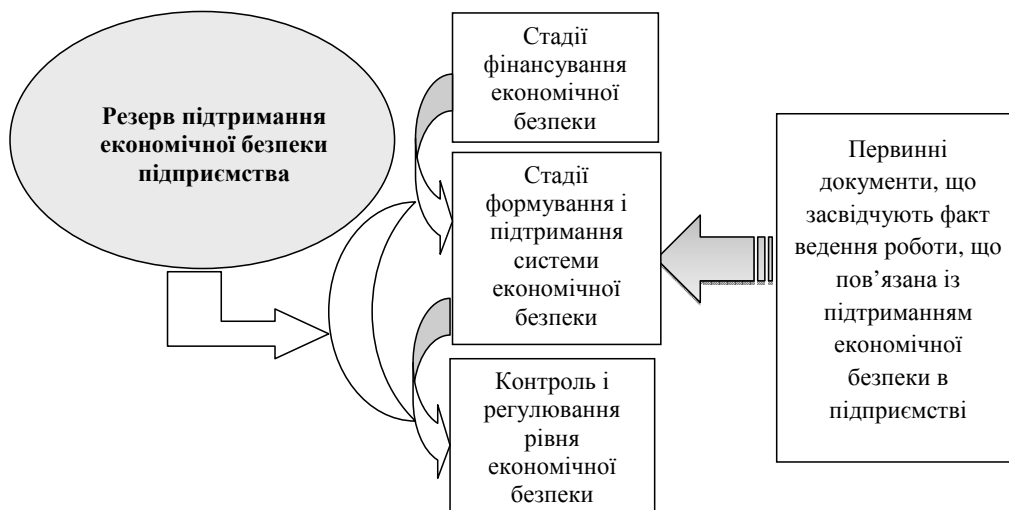 Резерв підтримання
економічної безпеки
підприємства
Стадії
фінансування
економічної
безпеки
Стадії
формування і
підтримання
системи
економічної
безпеки
Контроль і
регулювання
рівня
економічної
безпеки
Первинні
документи, що
засвідчують факт
ведення роботи, що
пов’язана із
підтриманням
економічної
безпеки в
підприємстві